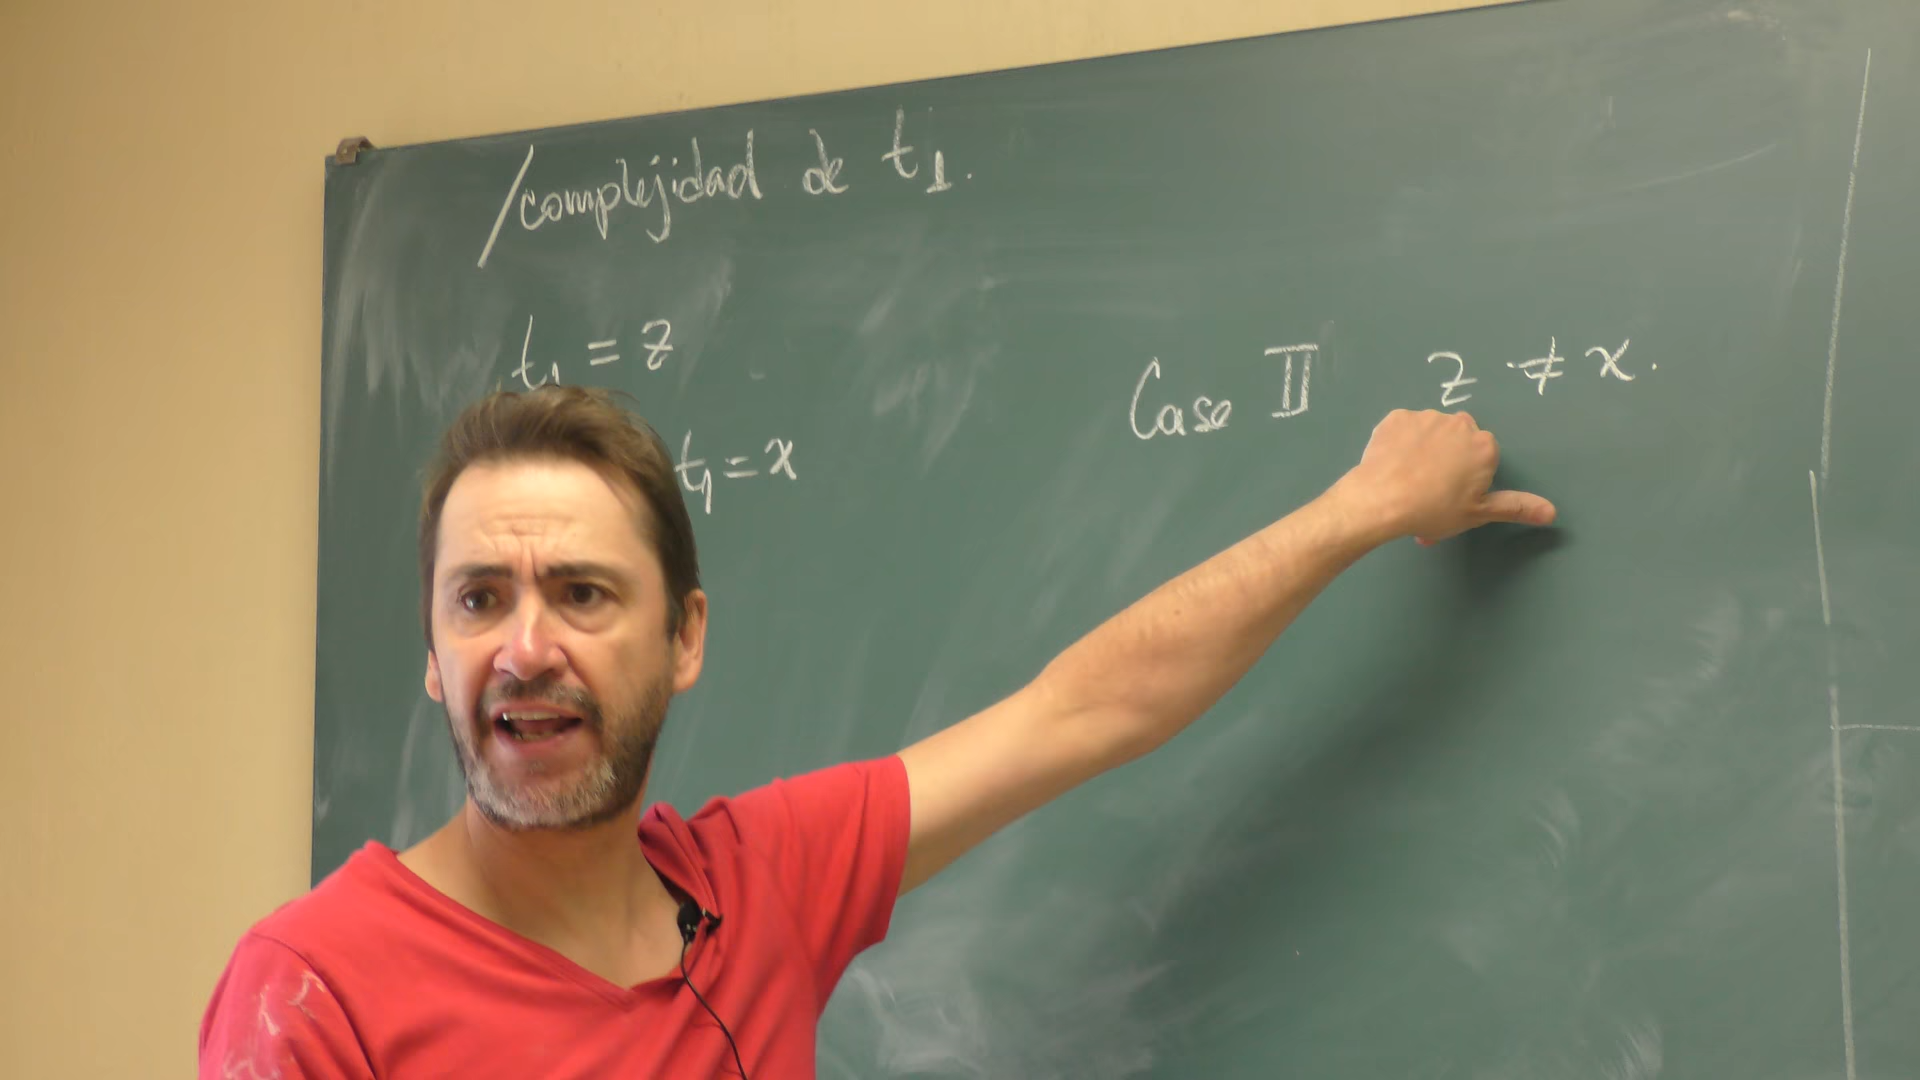 /complejidad de t₁.
t₁ = z
t₁ = x
Case II z ≠ x.